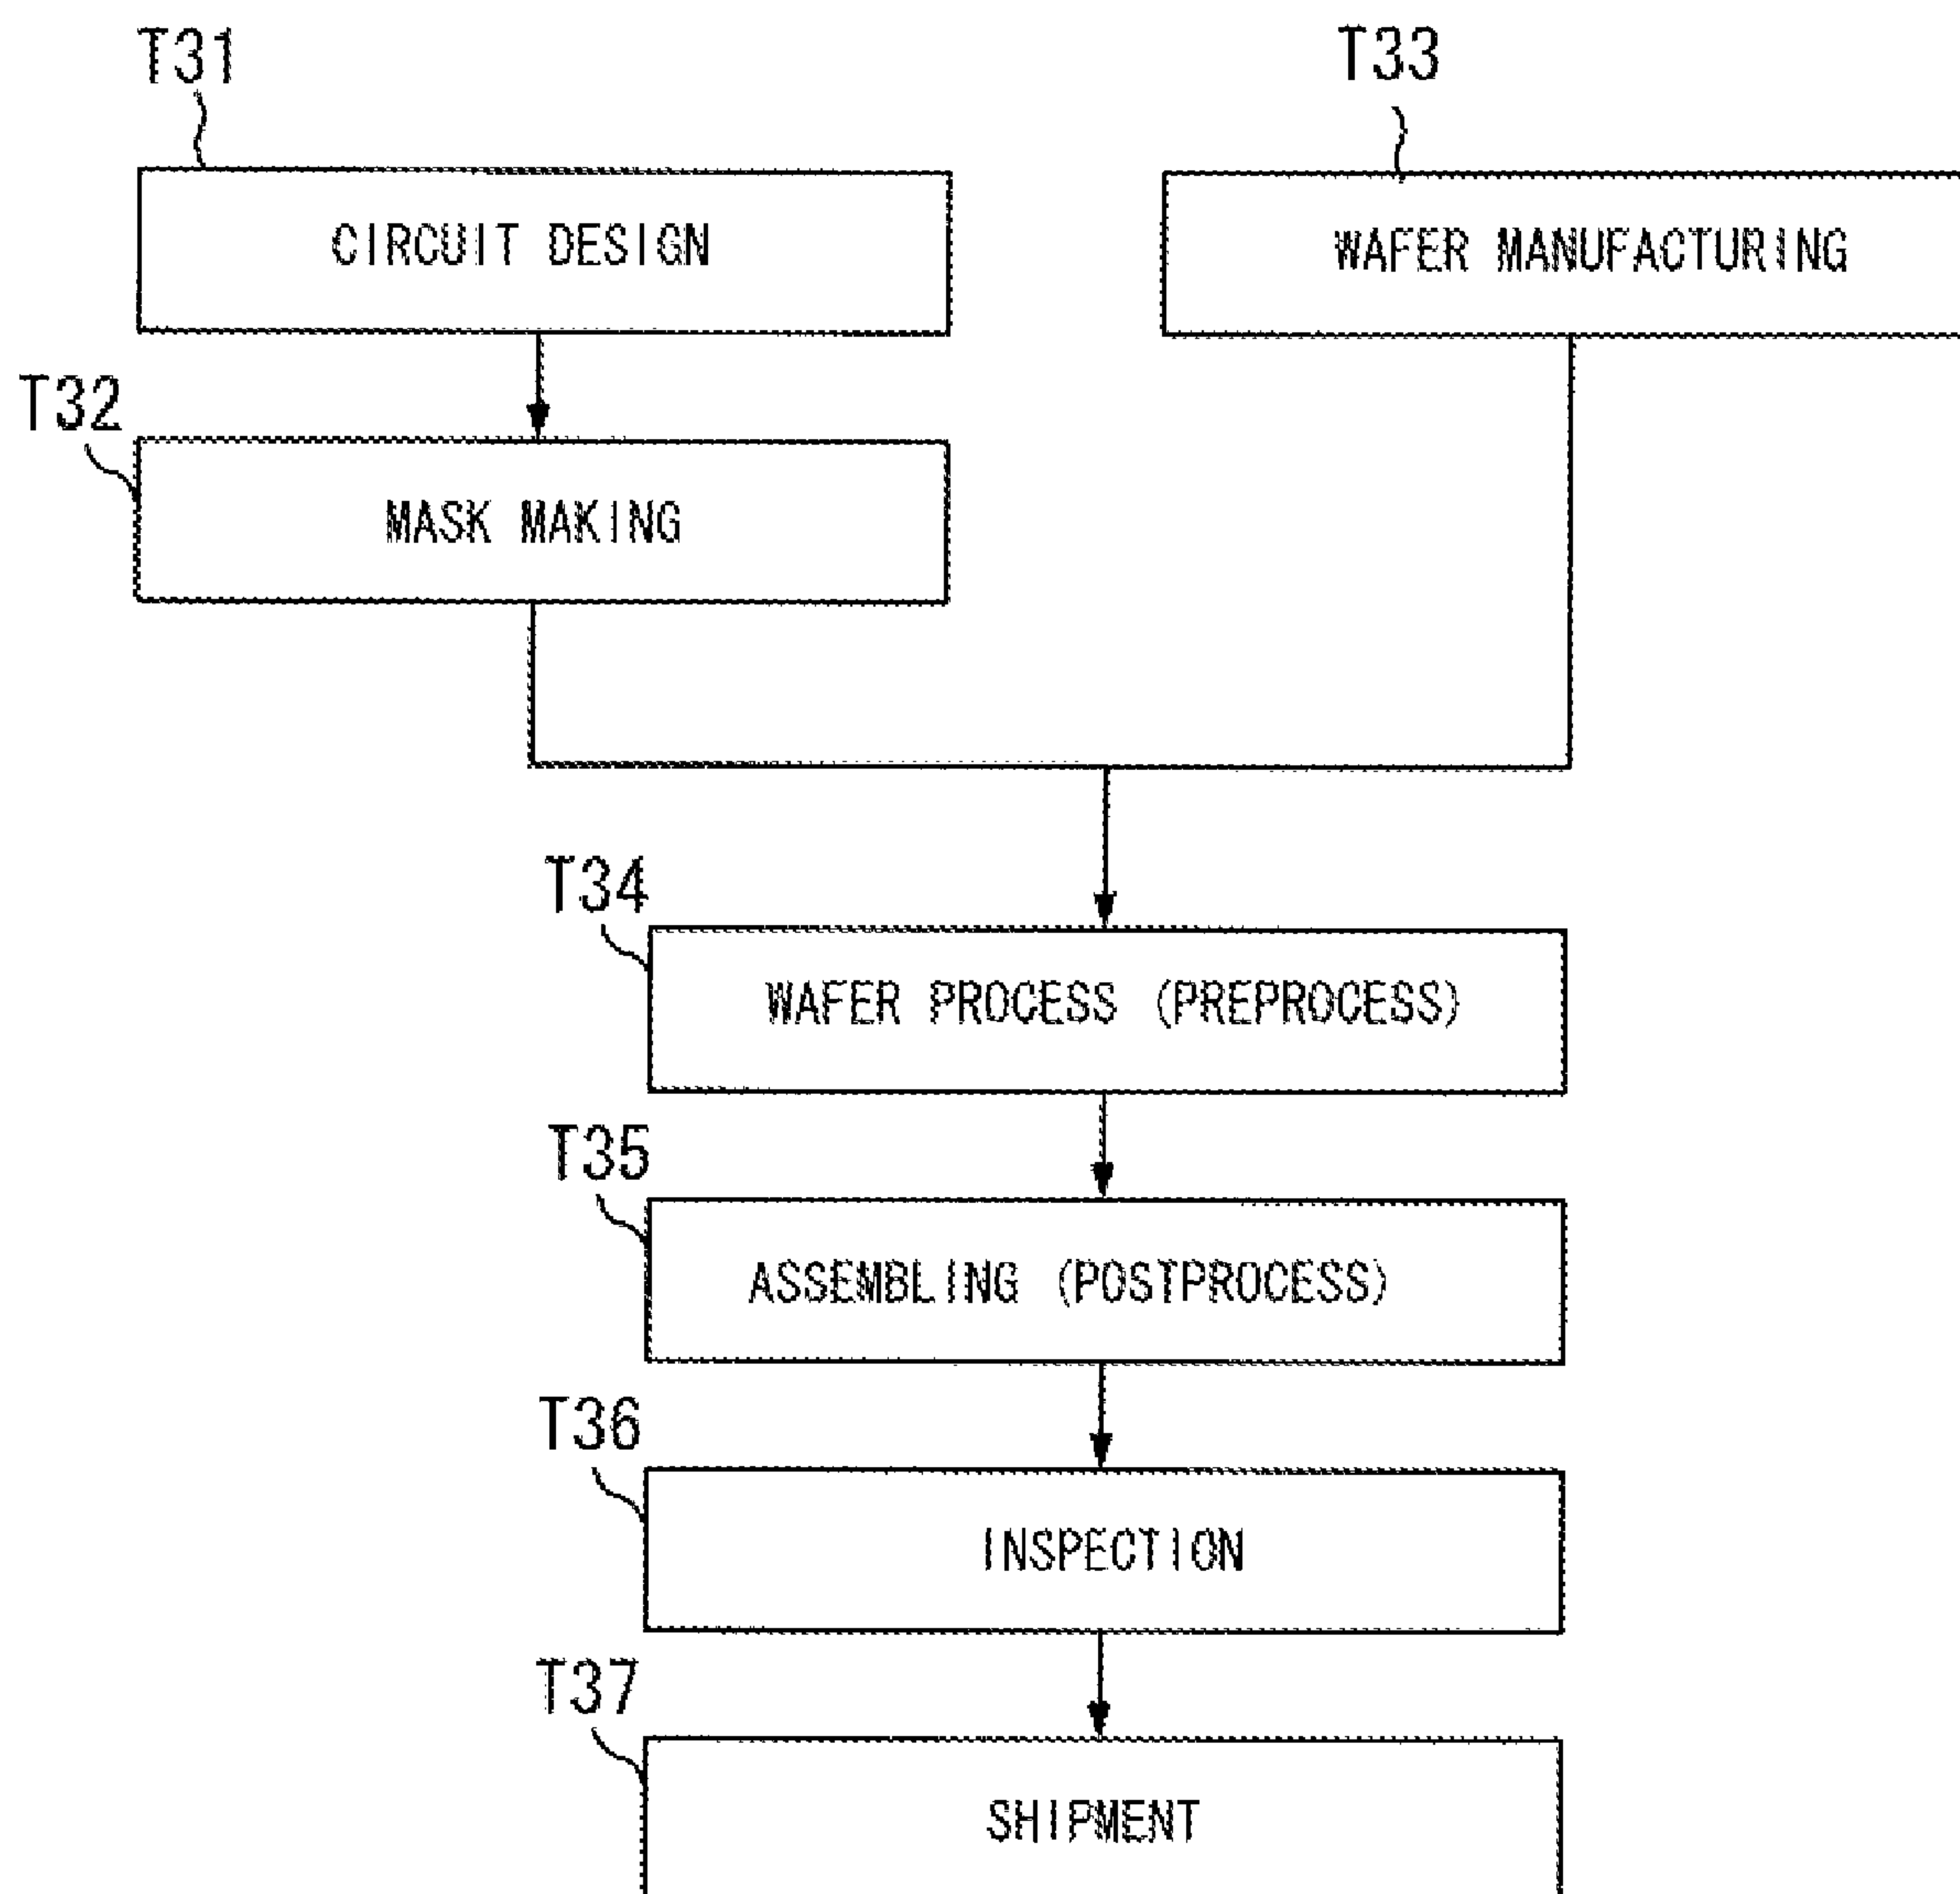 T31
CIRCUIT DESIGN
T33
WAFER MANUFACTURING
T32
MASK MAKING
T34
WAFER PROCESS (PREPROCESS)
T35
ASSEMBLING (POSTPROCESS)
T36
INSPECTION
T37
SHIPMENT